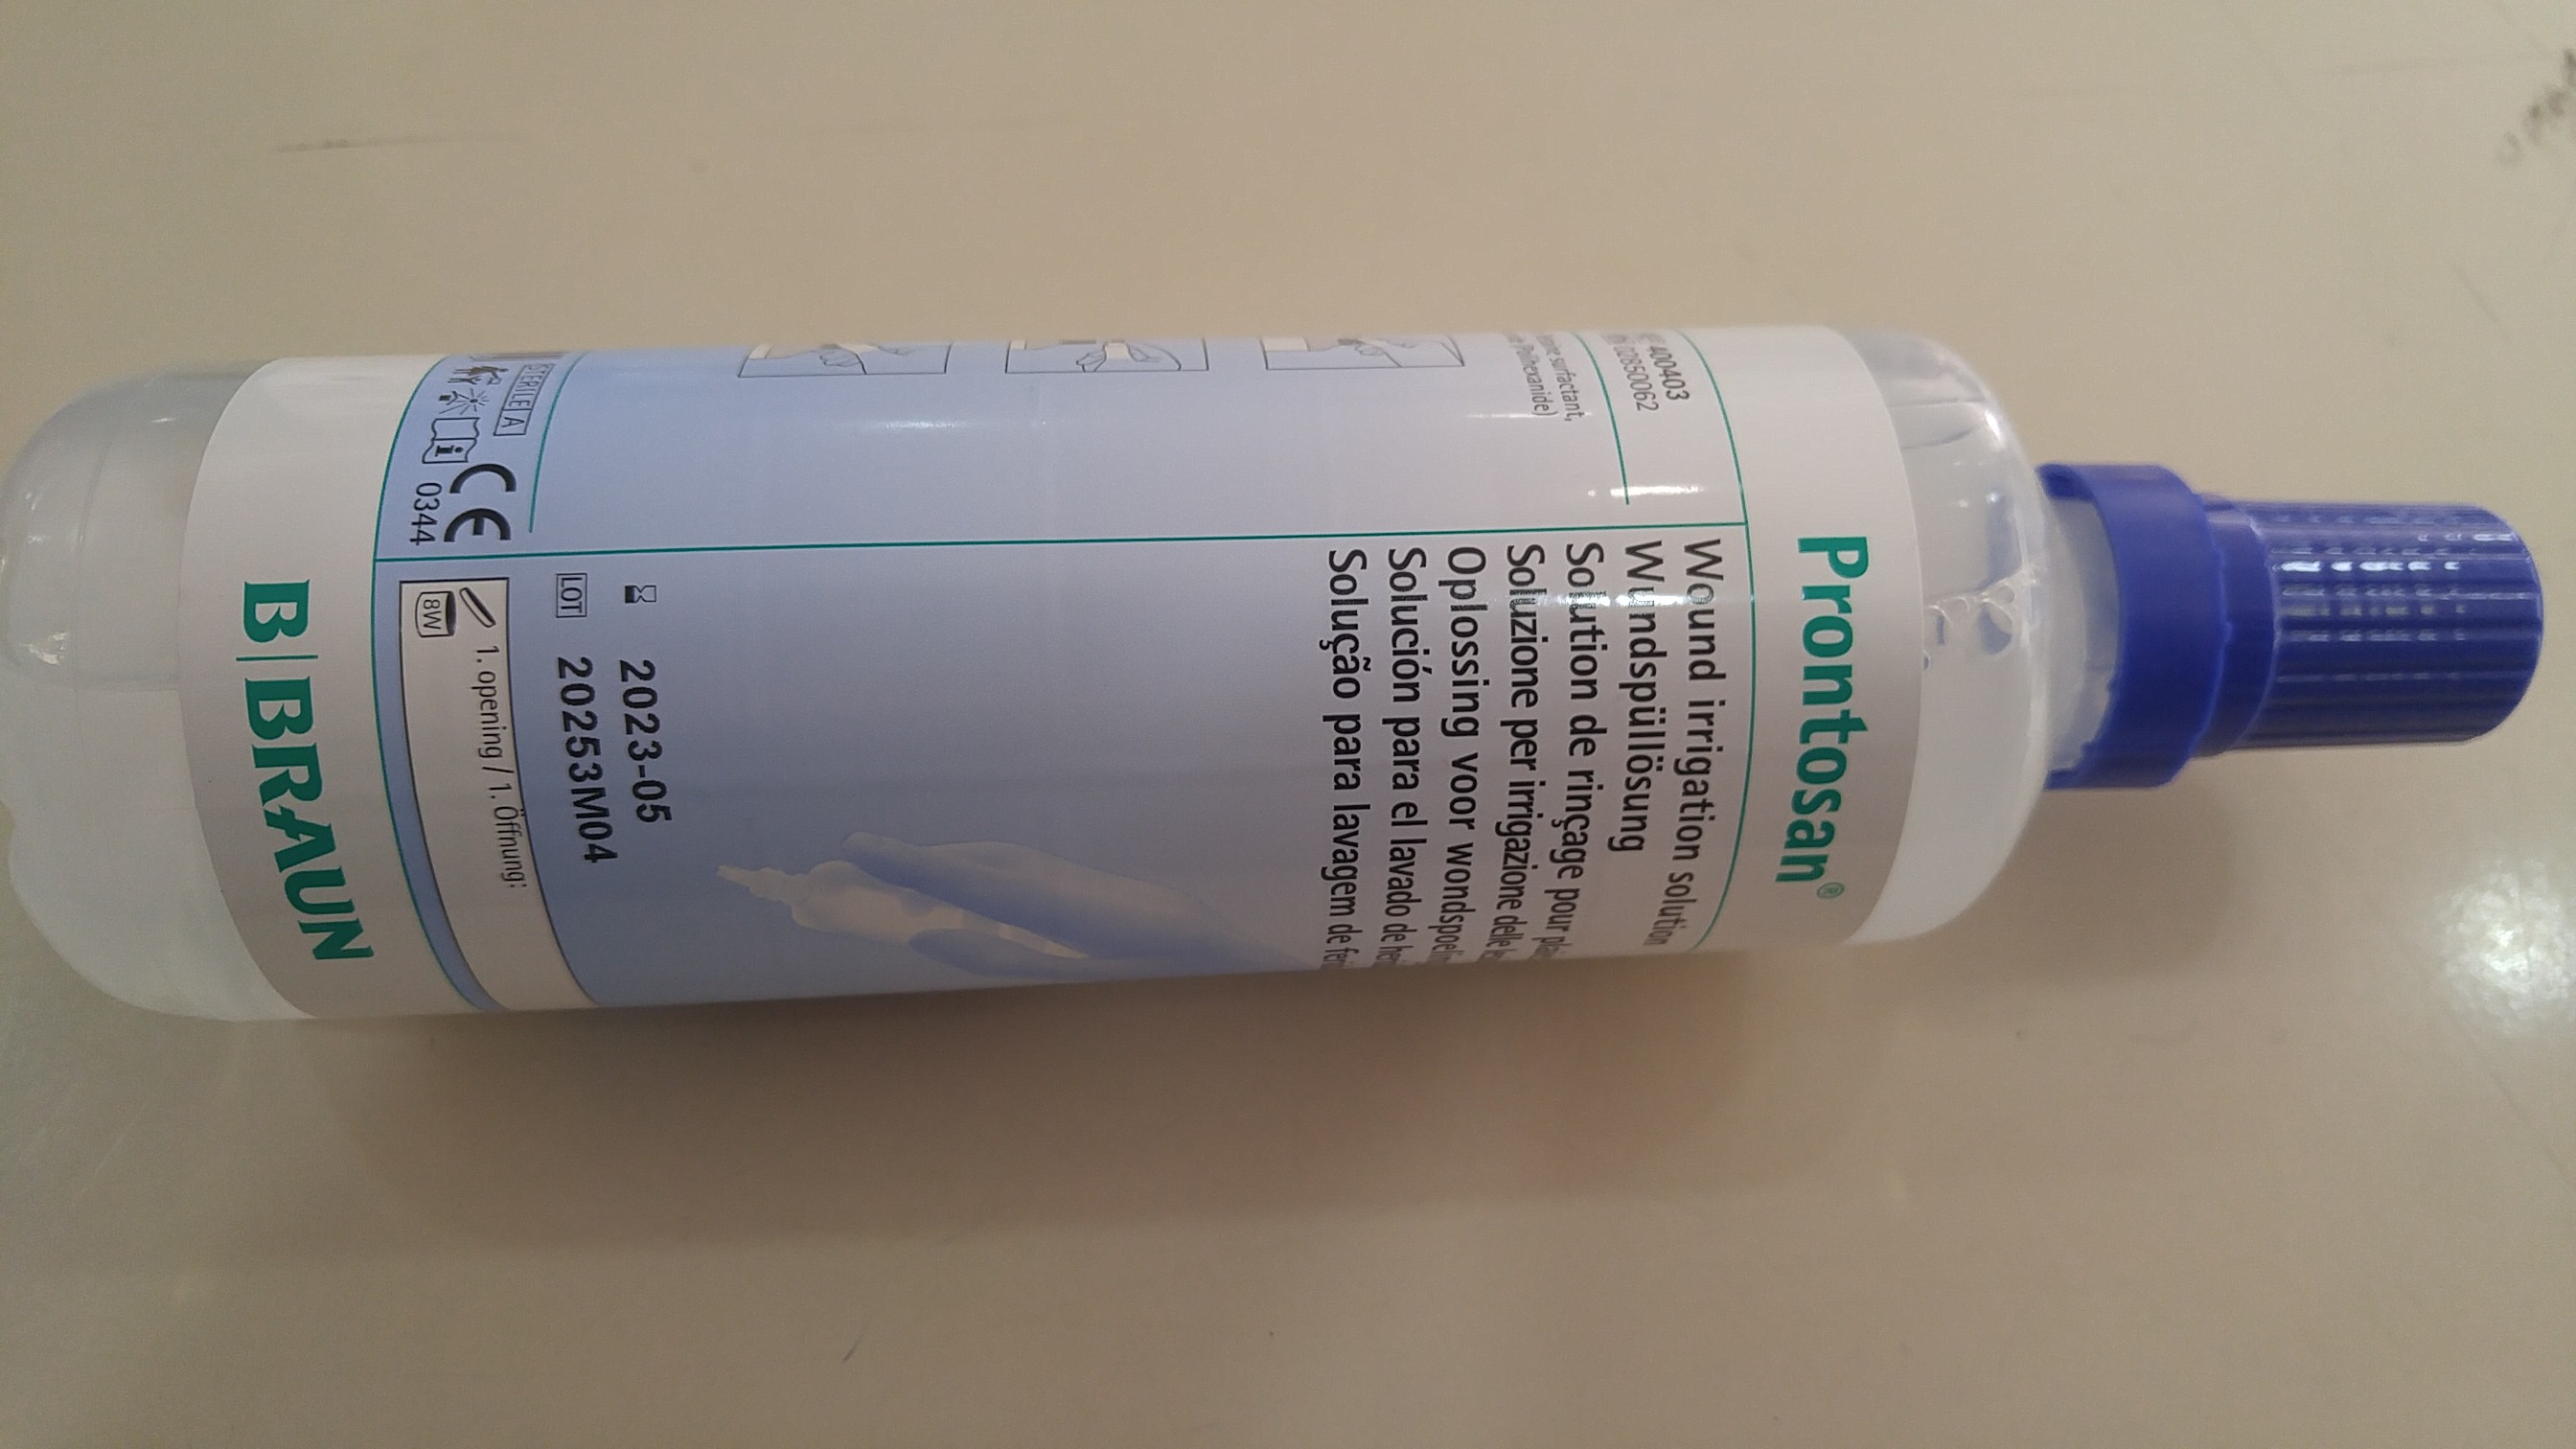 Prontosan®
400403
02850062
surfactant,
Polihexanide)
Wound irrigation solution
Wundspüllösung
Solution de rinçage pour
Soluzione per irrigazione delle
Oplossing voor
Solución para el lavado de
Solução para lavagem de
2023-05
LOT 20253M04
STERILE A
CE
0344
1. opening / 1. Öffnung:
8W
B|BRAUN